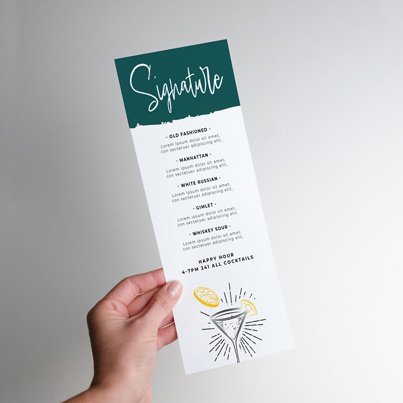 Signature
- OLD FASHIONED -
Lorem ipsum dolor sit amet,
con sectetuer adipiscing elit,
- MANHATTAN -
Lorem ipsum dolor sit amet,
con sectetuer adipiscing elit,
- WHITE RUSSIAN -
Lorem ipsum dolor sit amet,
con sectetuer adipiscing elit,
- GIMLET -
Lorem ipsum dolor sit amet,
con sectetuer adipiscing elit,
- WHISKEY SOUR -
Lorem ipsum dolor sit amet,
con sectetuer adipiscing elit,
HAPPY HOUR
4-7PM 241 ALL COCKTAILS